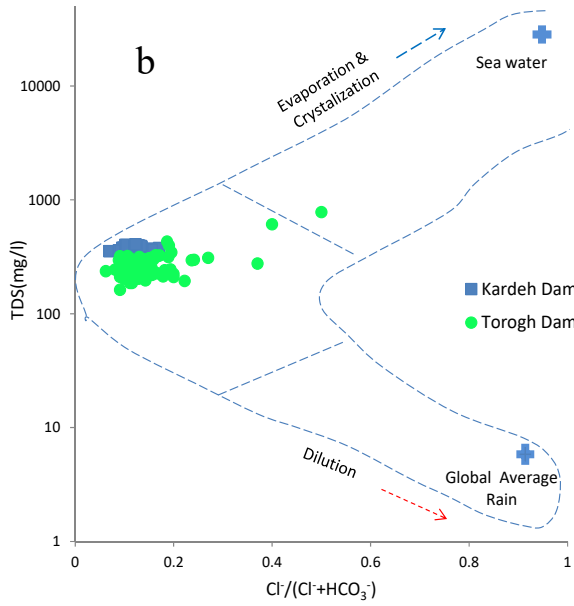 b
10000
1000
100
10
1
TDS(mg/l)
Evaporation &
Crystalization
Sea water
Kardeh Dam
Torogh Dam
Dilution
Global Average
Rain
0
0.2
0.4
0.6
0.8
1
Cl⁻/(Cl⁻+HCO₃⁻)